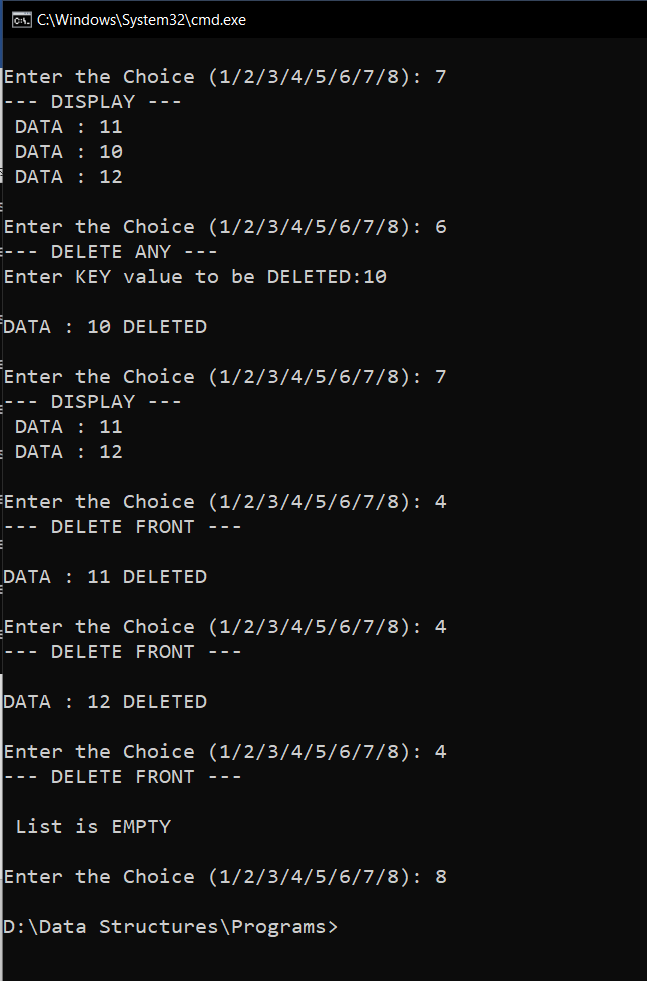 C:\Windows\System32\cmd.exe
Enter the Choice (1/2/3/4/5/6/7/8): 7
--- DISPLAY ---
DATA : 11
DATA : 10
DATA : 12
Enter the Choice (1/2/3/4/5/6/7/8): 6
--- DELETE ANY ---
Enter KEY value to be DELETED:10
DATA : 10 DELETED
Enter the Choice (1/2/3/4/5/6/7/8): 7
--- DISPLAY ---
DATA : 11
DATA : 12
Enter the Choice (1/2/3/4/5/6/7/8): 4
--- DELETE FRONT ---
DATA : 11 DELETED
Enter the Choice (1/2/3/4/5/6/7/8): 4
--- DELETE FRONT ---
DATA : 12 DELETED
Enter the Choice (1/2/3/4/5/6/7/8): 4
--- DELETE FRONT ---
List is EMPTY
Enter the Choice (1/2/3/4/5/6/7/8): 8
D:\Data Structures\Programs>